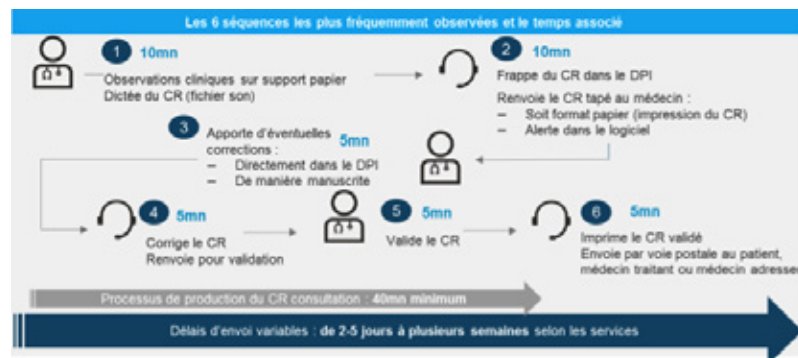 Les 6 séquences les plus fréquemment observées et le temps associé
1 10mn
Observations cliniques sur support papier
Dictée du CR (fichier son)
2 10mn
Frappe du CR dans le DPI
Renvoie le CR tapé au médecin :
– Soit format papier (impression du CR)
– Alerte dans le logiciel
3 Apporte d'éventuelles
corrections : 5mn
– Directement dans le DPI
– De manière manuscrite
4 5mn
Corrige le CR
Renvoie pour validation
5 5mn
Valide le CR
6 5mn
Imprime le CR validé
Envoie par voie postale au patient,
médecin traitant ou médecin adresseu
Processus de production du CR consultation : 40mn minimum
Délais d'envoi variables : de 2-5 jours à plusieurs semaines selon les services